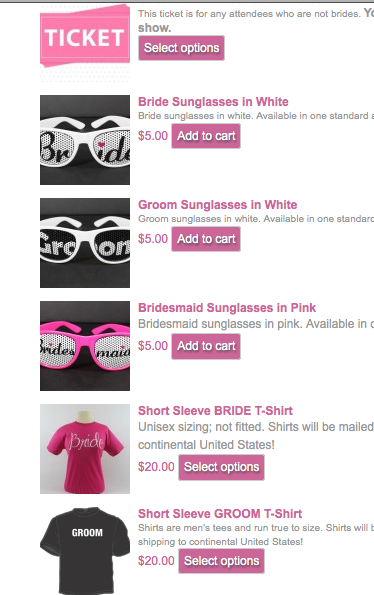 TICKET
This ticket is for any attendees who are not brides.
show.
Select options
Bride
Bride Sunglasses in White
Bride sunglasses in white. Available in one standard
$5.00 Add to cart
Groom
Groom Sunglasses in White
Groom sunglasses in white. Available in one standard
$5.00 Add to cart
Brides maid
Bridesmaid Sunglasses in Pink
Bridesmaid sunglasses in pink. Available in
$5.00 Add to cart
Bride
Short Sleeve BRIDE T-Shirt
Unisex sizing; not fitted. Shirts will be mailed
continental United States!
$20.00 Select options
GROOM
Short Sleeve GROOM T-Shirt
Shirts are men's tees and run true to size. Shirts will
shipping to continental United States!
$20.00 Select options